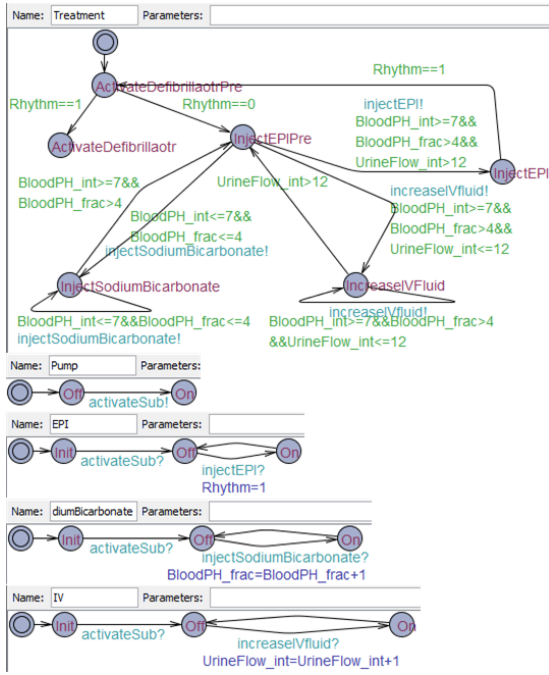 Name: Treatment Parameters:
ActivateDefibrillaotrPre
Rhythm==1
Rhythm==1
Rhythm==0
injectEPI!
BloodPH_int>=7&&
BloodPH_frac>4&&
UrineFlow_int>12
ActivateDefibrillaotr
InjectEPIPre
InjectEPI
BloodPH_int>=7&&
BloodPH_frac>4
UrineFlow_int>12
increaseIVfluid!
BloodPH_int>=7&&
BloodPH_frac>4&&
UrineFlow_int<=12
BloodPH_int<=7&&
BloodPH_frac<=4
injectSodiumBicarbonate!
InjectSodiumBicarbonate
IncreaseIVFluid
increaseIVfluid!
BloodPH_int<=7&&BloodPH_frac<=4
injectSodiumBicarbonate!
BloodPH_int>=7&&BloodPH_frac>4
&&UrineFlow_int<=12
Name: Pump Parameters:
Off
On
activateSub!
Name: EPI Parameters:
Init
Off
On
activateSub?
injectEPI?
Rhythm=1
Name: diumBicarbonate Parameters:
Init
Off
On
activateSub?
injectSodiumBicarbonate?
BloodPH_frac=BloodPH_frac+1
Name: IV Parameters:
Init
Off
On
activateSub?
increaseIVfluid?
UrineFlow_int=UrineFlow_int+1